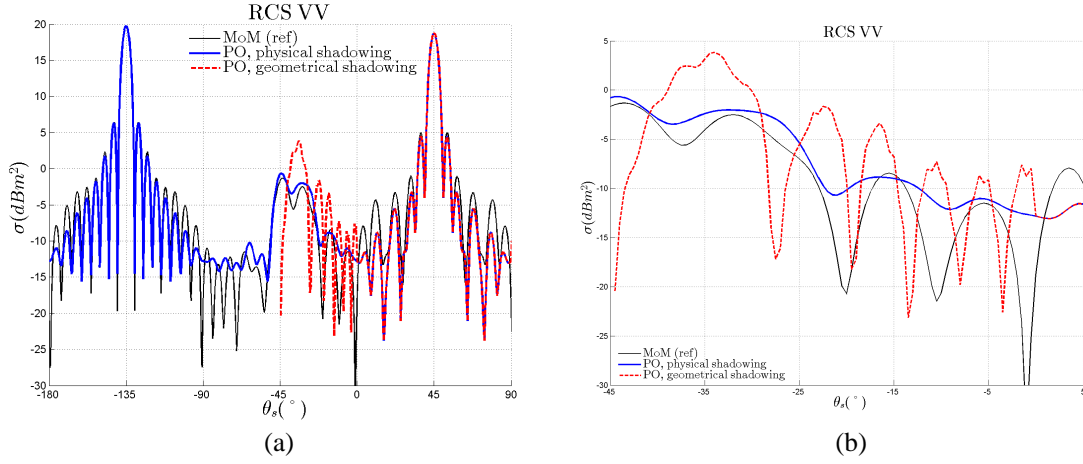 RCS VV
MoM (ref)
PO, physical shadowing
PO, geometrical shadowing
20
15
10
5
0
-5
-10
-15
-20
-25
-30
σ(dBm²)
-180
-135
-90
-45
0
45
90
θₛ(°)
(a)
RCS VV
5
0
-5
-10
-15
-20
-25
-30
σ(dBm²)
MoM (ref)
PO, physical shadowing
PO, geometrical shadowing
-45
-35
-25
-15
-5
5
θₛ(°)
(b)